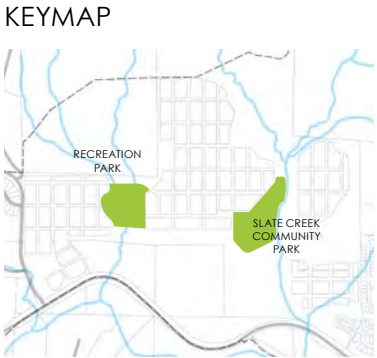 KEYMAP
RECREATION
PARK
SLATE CREEK
COMMUNITY
PARK